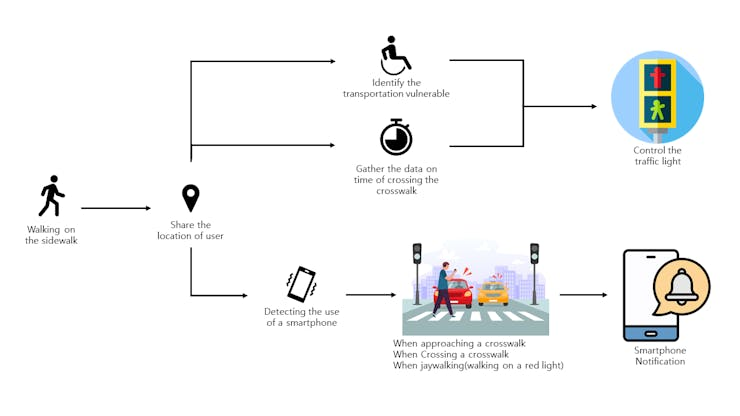 Identify the
transportation vulnerable
Control the
traffic light
Gather the data on
time of crossing the
crosswalk
Walking on
the sidewalk
Share the
location of user
Detecting the use
of a smartphone
When approaching a crosswalk
When Crossing a crosswalk
When jaywalking(walking on a red light)
Smartphone
Notification